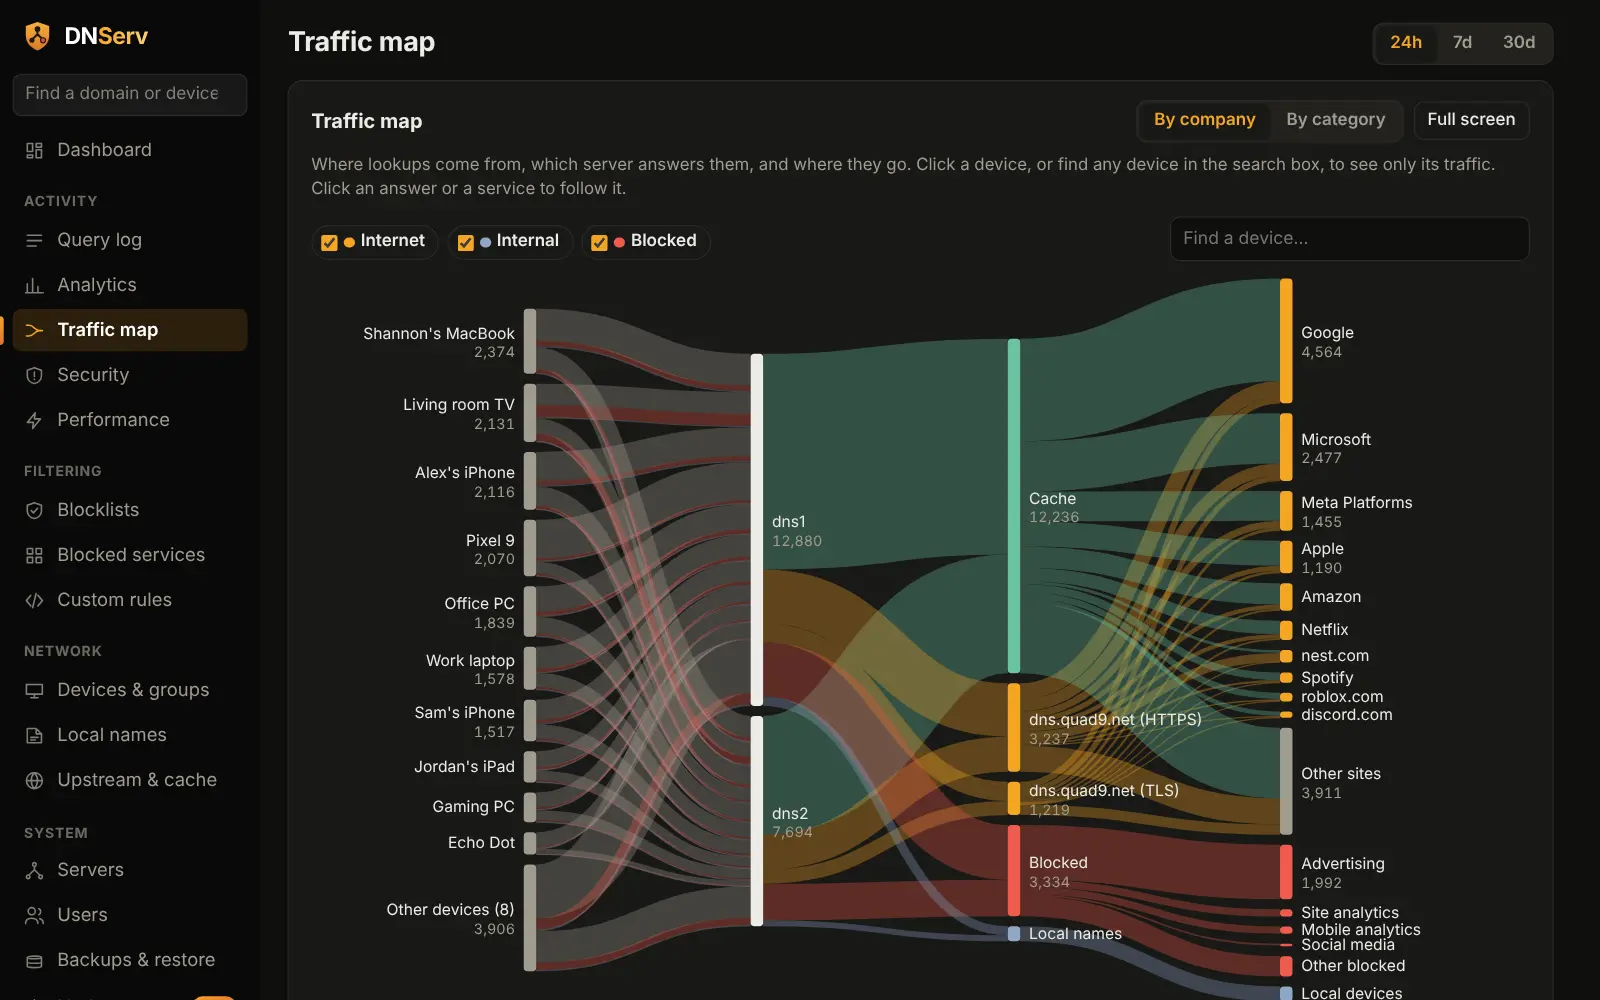 DNServ
Find a domain or device
Dashboard
ACTIVITY
Query log
Analytics
Traffic map
Security
Performance
FILTERING
Blocklists
Blocked services
Custom rules
NETWORK
Devices & groups
Local names
Upstream & cache
SYSTEM
Servers
Users
Backups & restore
Traffic map
24h 7d 30d
Traffic map
By company By category Full screen
Where lookups come from, which server answers them, and where they go. Click a device, or find any device in the search box, to see only its traffic.
Click an answer or a service to follow it.
Internet Internal Blocked
Find a device...
Shannon's MacBook
2,374
Living room TV
2,131
Alex's iPhone
2,116
Pixel 9
2,070
Office PC
1,839
Work laptop
1,578
Sam's iPhone
1,517
Jordan's iPad
Gaming PC
Echo Dot
Other devices (8)
3,906
dns1
12,880
dns2
7,694
Cache
12,236
dns.quad9.net (HTTPS)
3,237
dns.quad9.net (TLS)
1,219
Blocked
3,334
Local names
Google
4,564
Microsoft
2,477
Meta Platforms
1,455
Apple
1,190
Amazon
Netflix
nest.com
Spotify
roblox.com
discord.com
Other sites
3,911
Advertising
1,992
Site analytics
Mobile analytics
Social media
Other blocked
Local devices